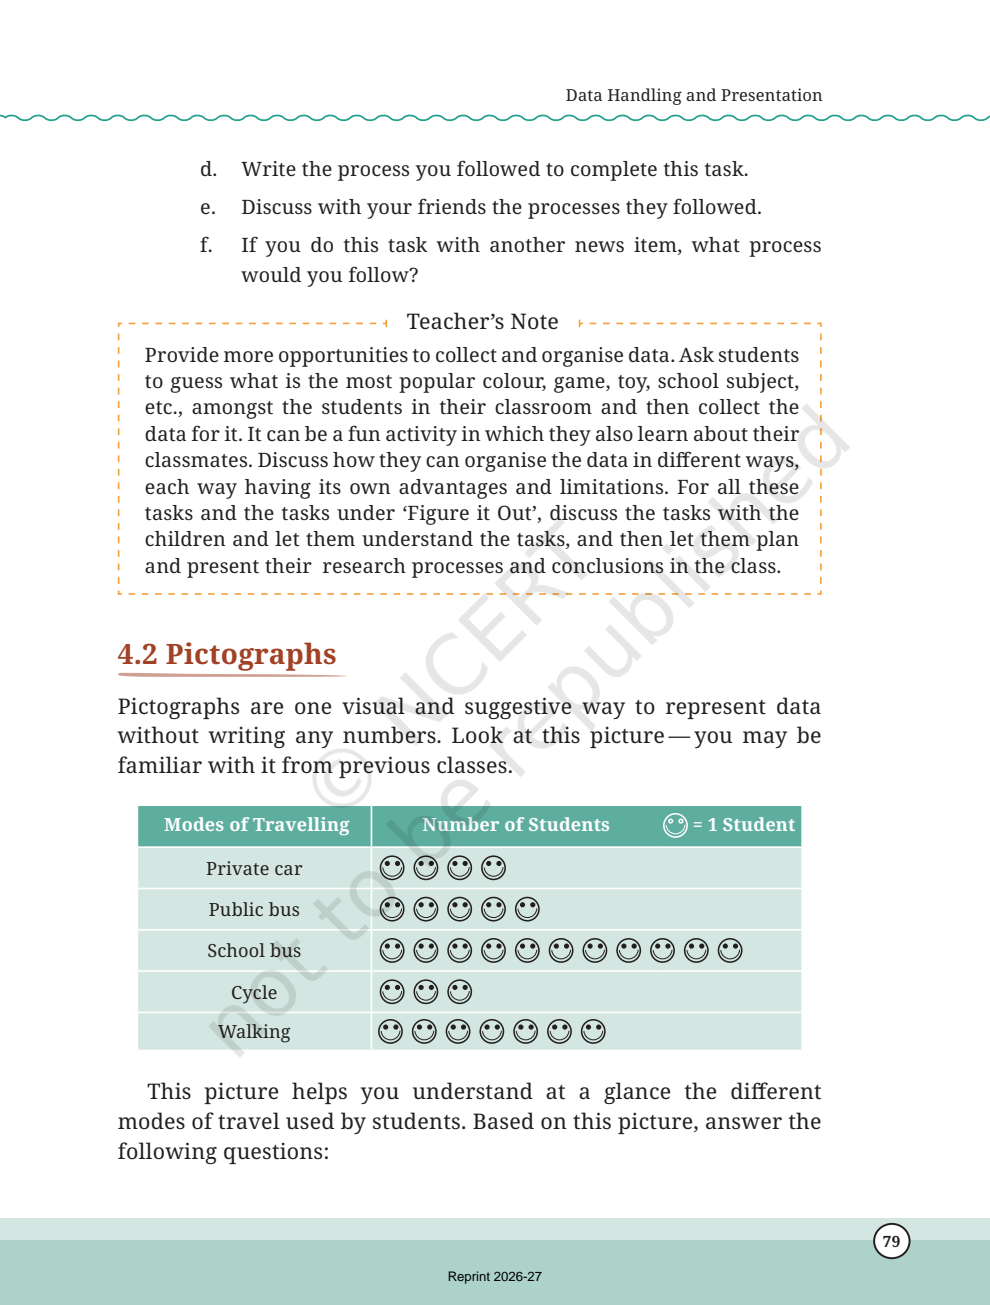 Data Handling and Presentation
d. Write the process you followed to complete this task.
e. Discuss with your friends the processes they followed.
f. If you do this task with another news item, what process
would you follow?
Teacher’s Note
Provide more opportunities to collect and organise data. Ask students
to guess what is the most popular colour, game, toy, school subject,
etc., amongst the students in their classroom and then collect the
data for it. It can be a fun activity in which they also learn about their
classmates. Discuss how they can organise the data in different ways,
each way having its own advantages and limitations. For all these
tasks and the tasks under ‘Figure it Out’, discuss the tasks with the
children and let them understand the tasks, and then let them plan
and present their research processes and conclusions in the class.
4.2 Pictographs
Pictographs are one visual and suggestive way to represent data
without writing any numbers. Look at this picture — you may be
familiar with it from previous classes.
Modes of Travelling Number of Students = 1 Student
Private car
Public bus
School bus
Cycle
Walking
This picture helps you understand at a glance the different
modes of travel used by students. Based on this picture, answer the
following questions:
79
Reprint 2026-27
© NCERT
not to be republished